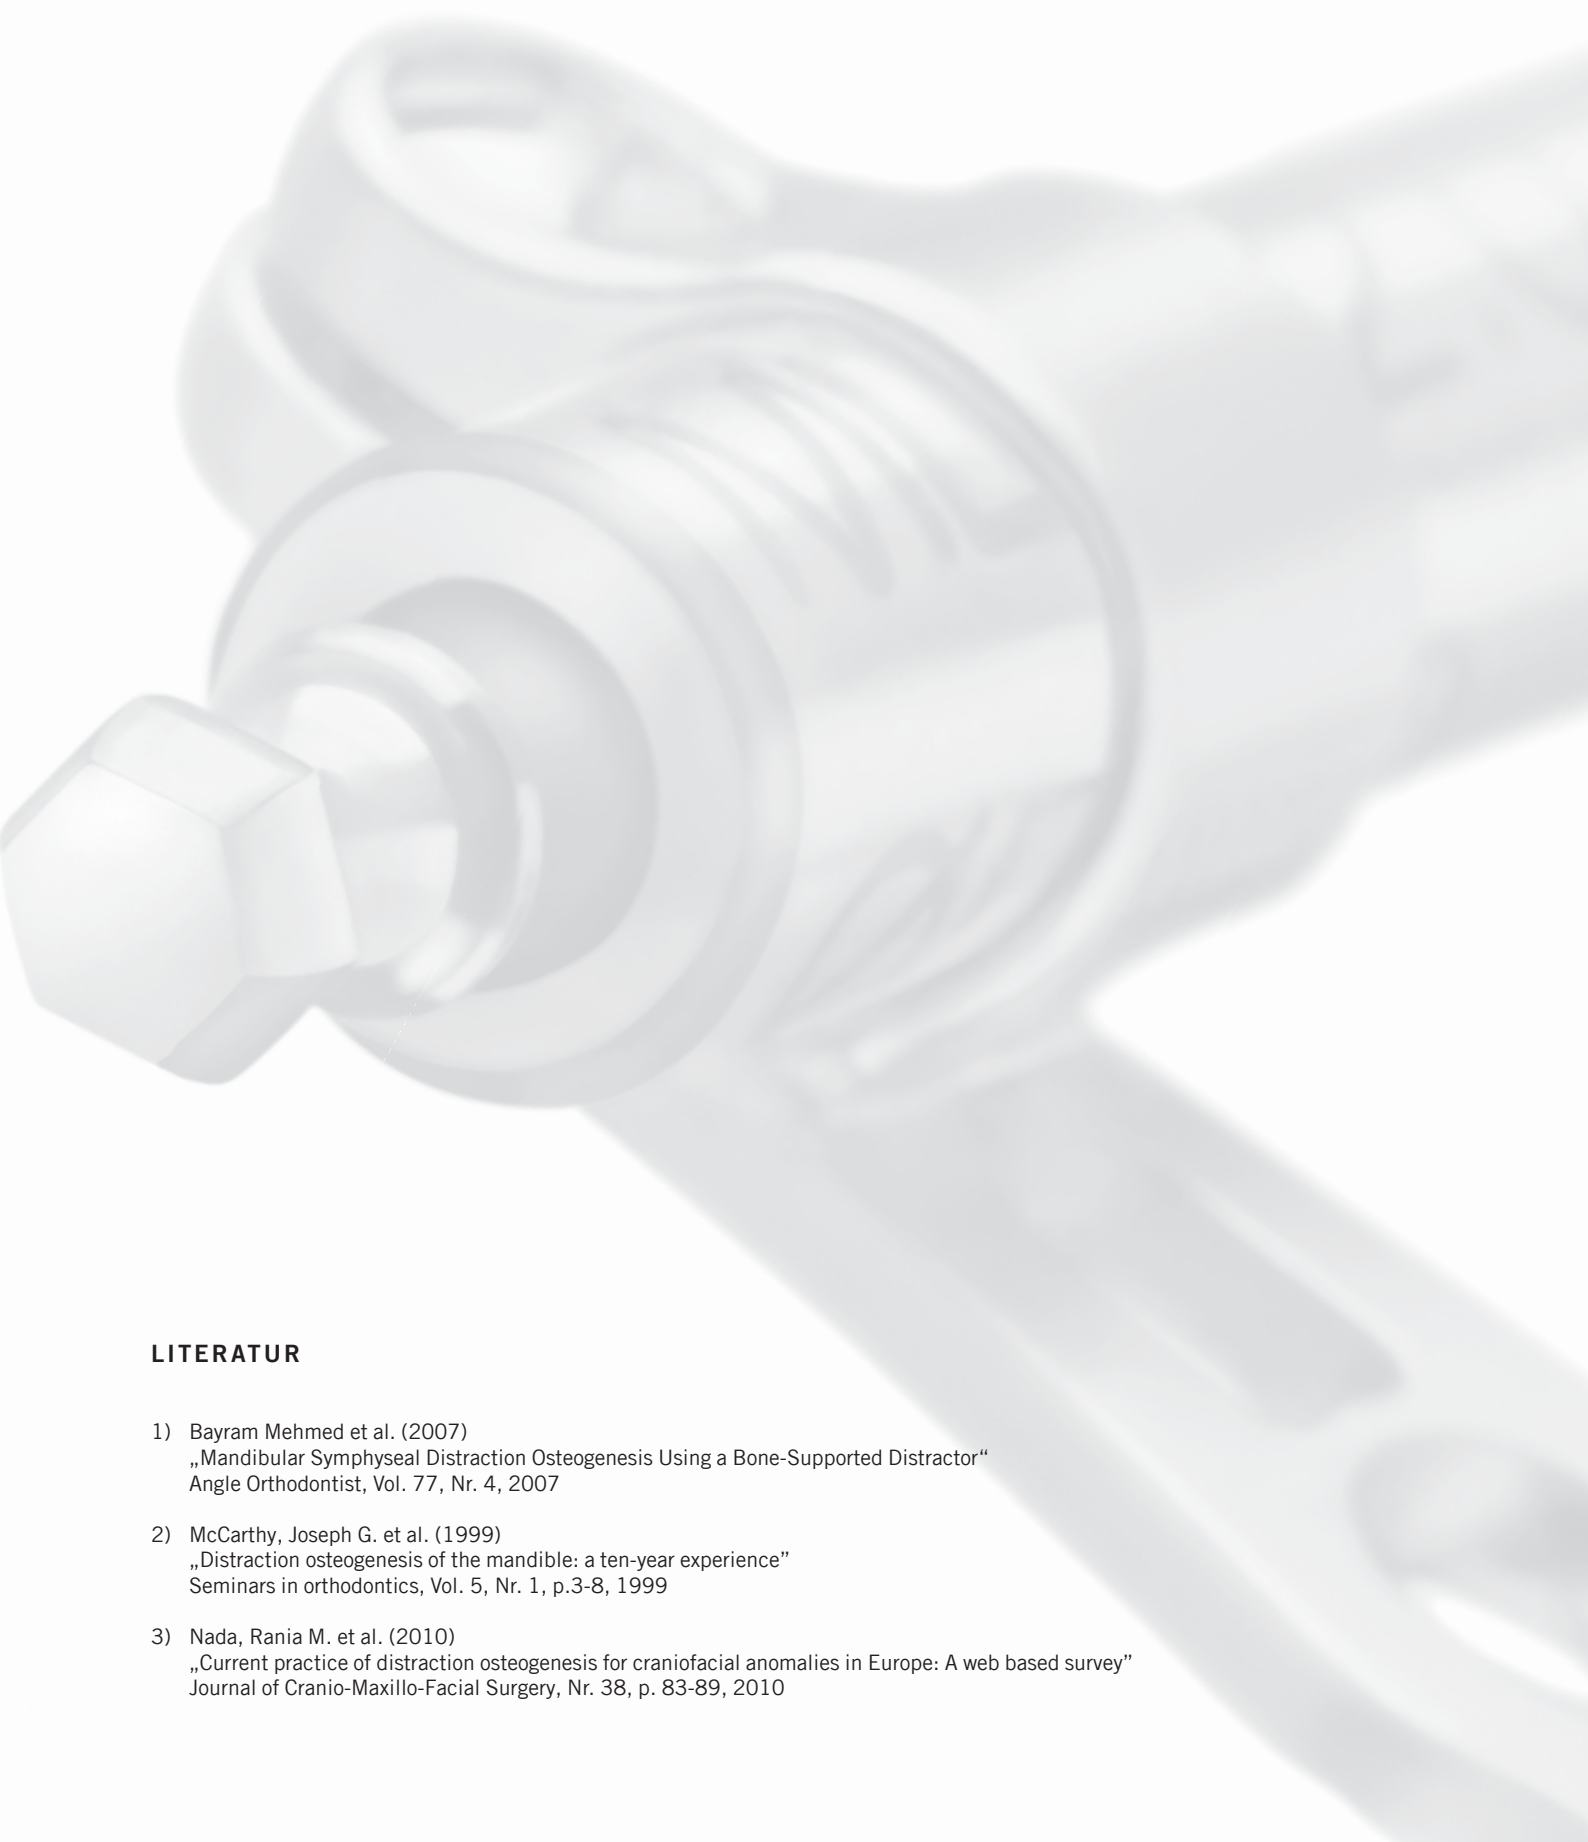 LITERATUR
1) Bayram Mehmed et al. (2007)
„Mandibular Symphyseal Distraction Osteogenesis Using a Bone-Supported Distractor“
Angle Orthodontist, Vol. 77, Nr. 4, 2007
2) McCarthy, Joseph G. et al. (1999)
„Distraction osteogenesis of the mandible: a ten-year experience”
Seminars in orthodontics, Vol. 5, Nr. 1, p.3-8, 1999
3) Nada, Rania M. et al. (2010)
„Current practice of distraction osteogenesis for craniofacial anomalies in Europe: A web based survey”
Journal of Cranio-Maxillo-Facial Surgery, Nr. 38, p. 83-89, 2010